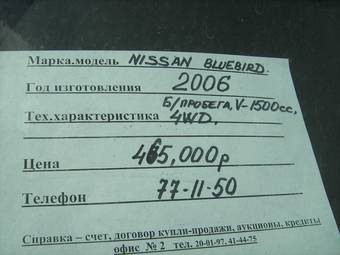 Марка.модель NISSAN BLUEBIRD.
Год изготовления 2006
Б/ПРОБЕГА, V-1500cc,
Тех.характеристика 4WD.
Цена 465,000р
Телефон 77-11-50
Справка – счет, договор купли-продажи, аукционы, кредиты
офис № 2 тел. 20-01-97, 41-44-75